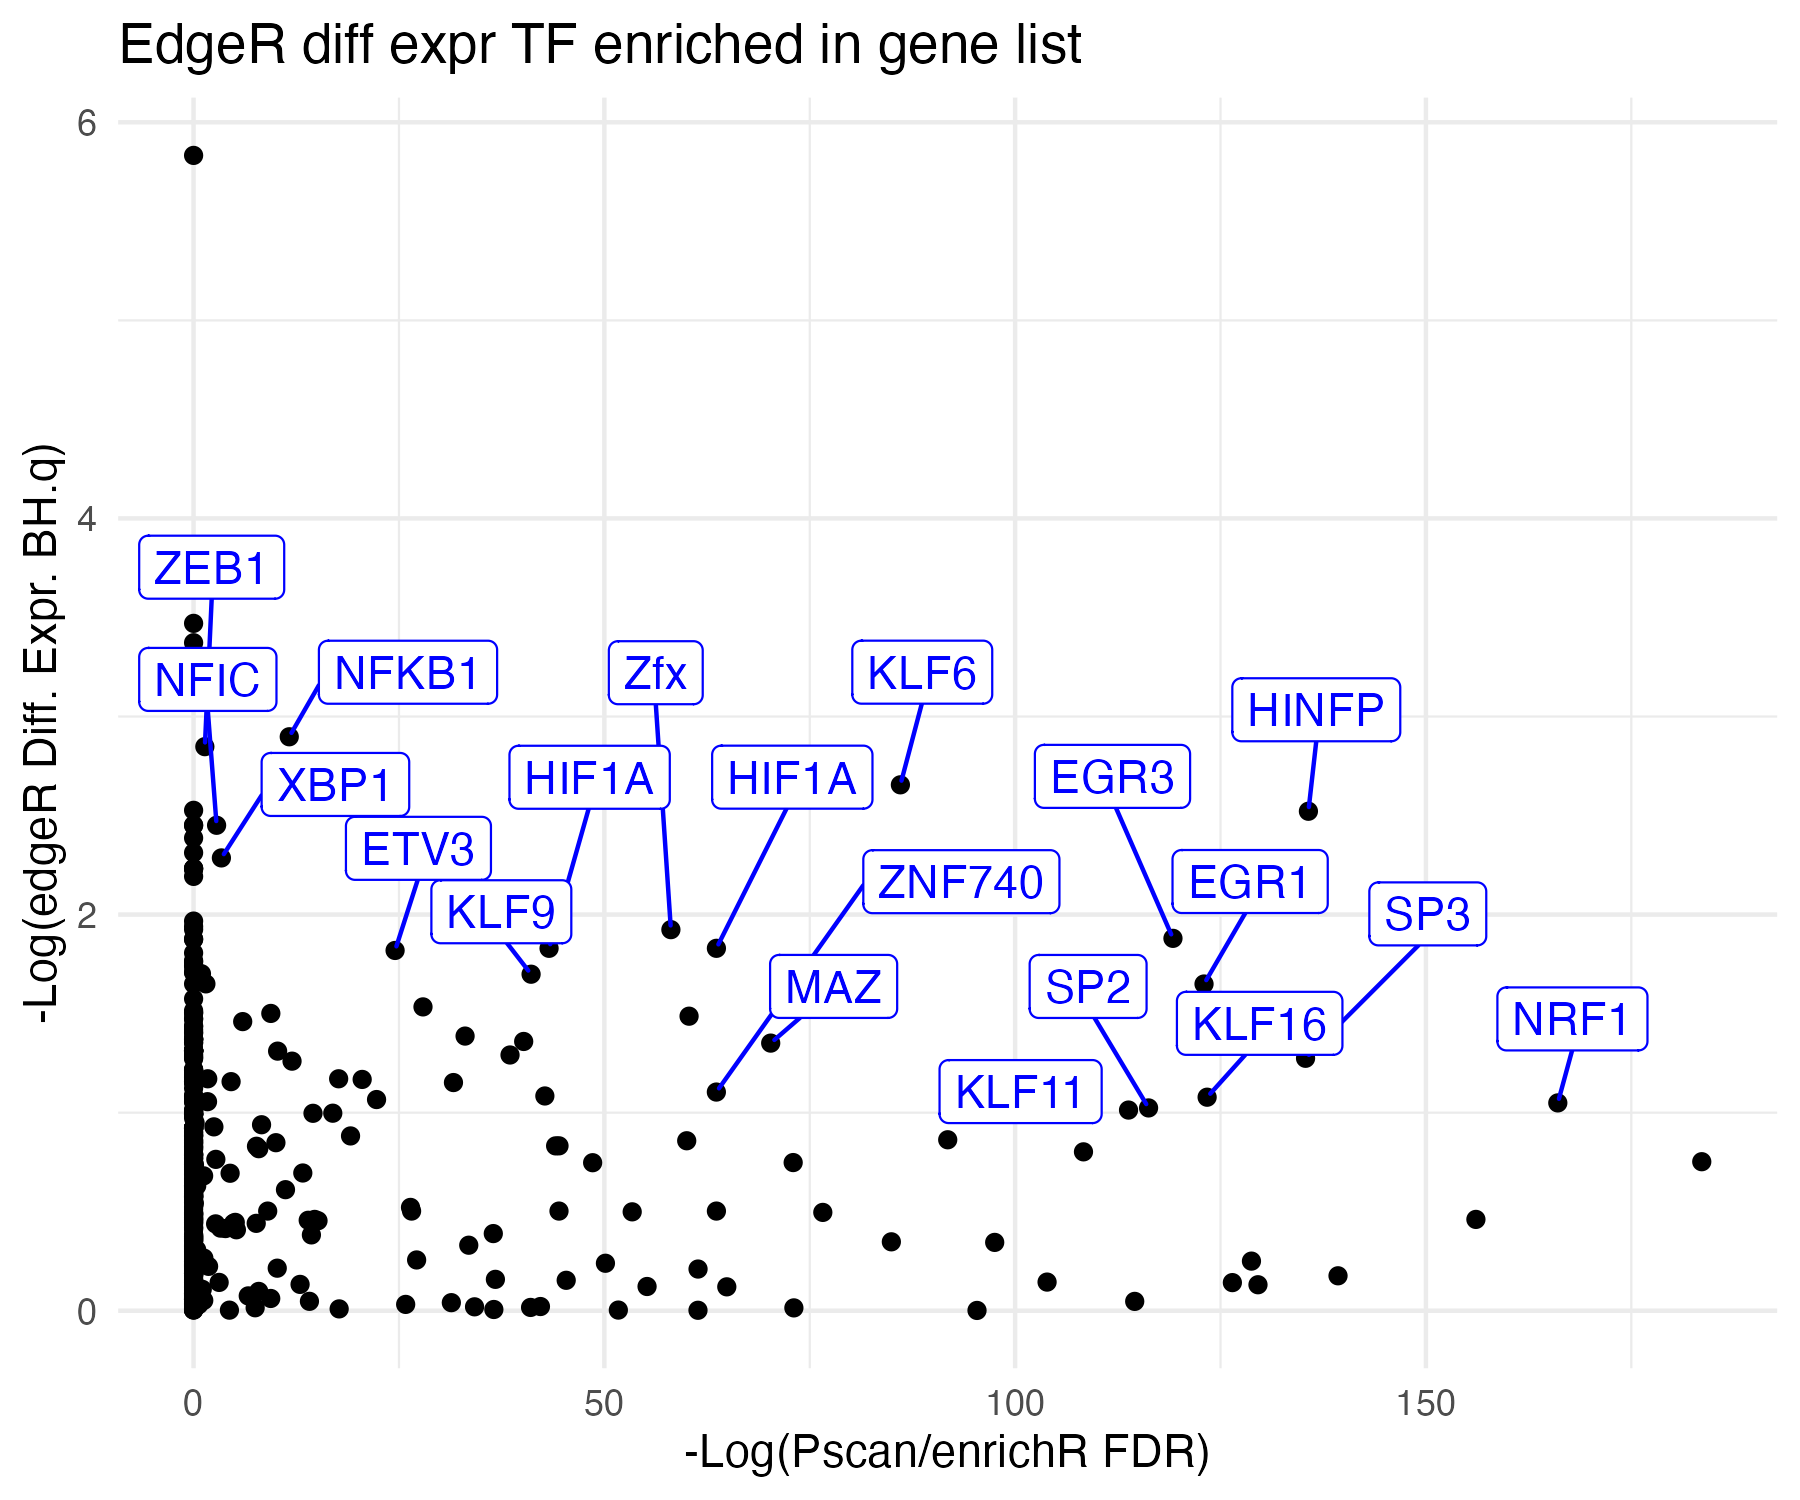 EdgeR diff expr TF enriched in gene list
-Log(edgeR Diff. Expr. BH.q)
6
4
2
0
ZEB1
NFIC
NFKB1
Zfx
KLF6
HINFP
XBP1
HIF1A
HIF1A
EGR3
ETV3
KLF9
ZNF740
EGR1
SP3
MAZ
SP2
KLF16
NRF1
KLF11
0
50
100
150
-Log(Pscan/enrichR FDR)